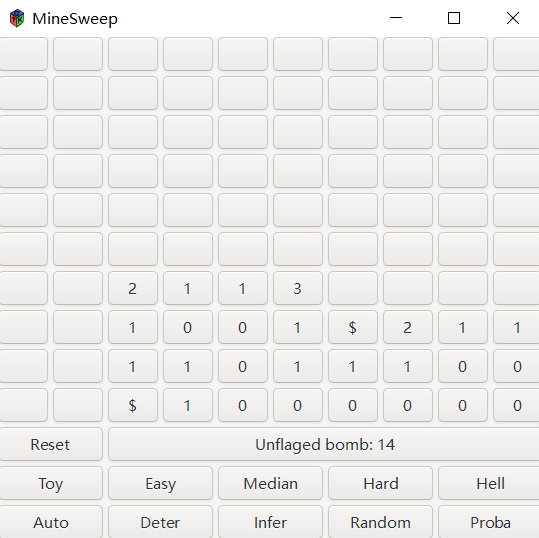 MineSweep
2 1 1 3
1 0 0 1 $ 2 1 1
1 1 0 1 1 1 0 0
$ 1 0 0 0 0 0 0
Reset Unflaged bomb: 14
Toy Easy Median Hard Hell
Auto Deter Infer Random Proba